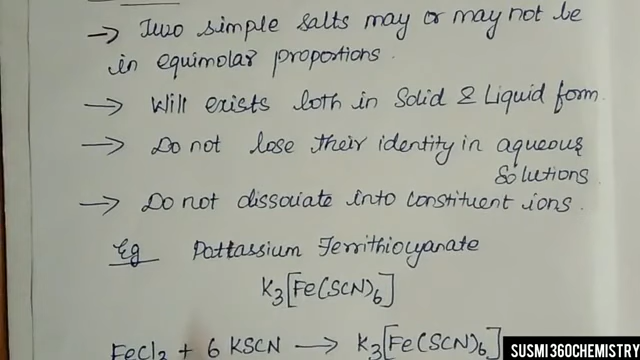 → Two simple salts may or may not be
in equimolar proportions.
→ Will exists both in Solid & Liquid form.
→ Do not lose their identity in aqueous
solutions.
→ Do not dissociate into constituent ions.
Eg Pottassium Ferrithiocyanate
K₃[Fe(SCN)₆]
FeCl₃ + 6 KSCN → K₃[Fe(SCN)₆]
SUSMI360CHEMISTRY